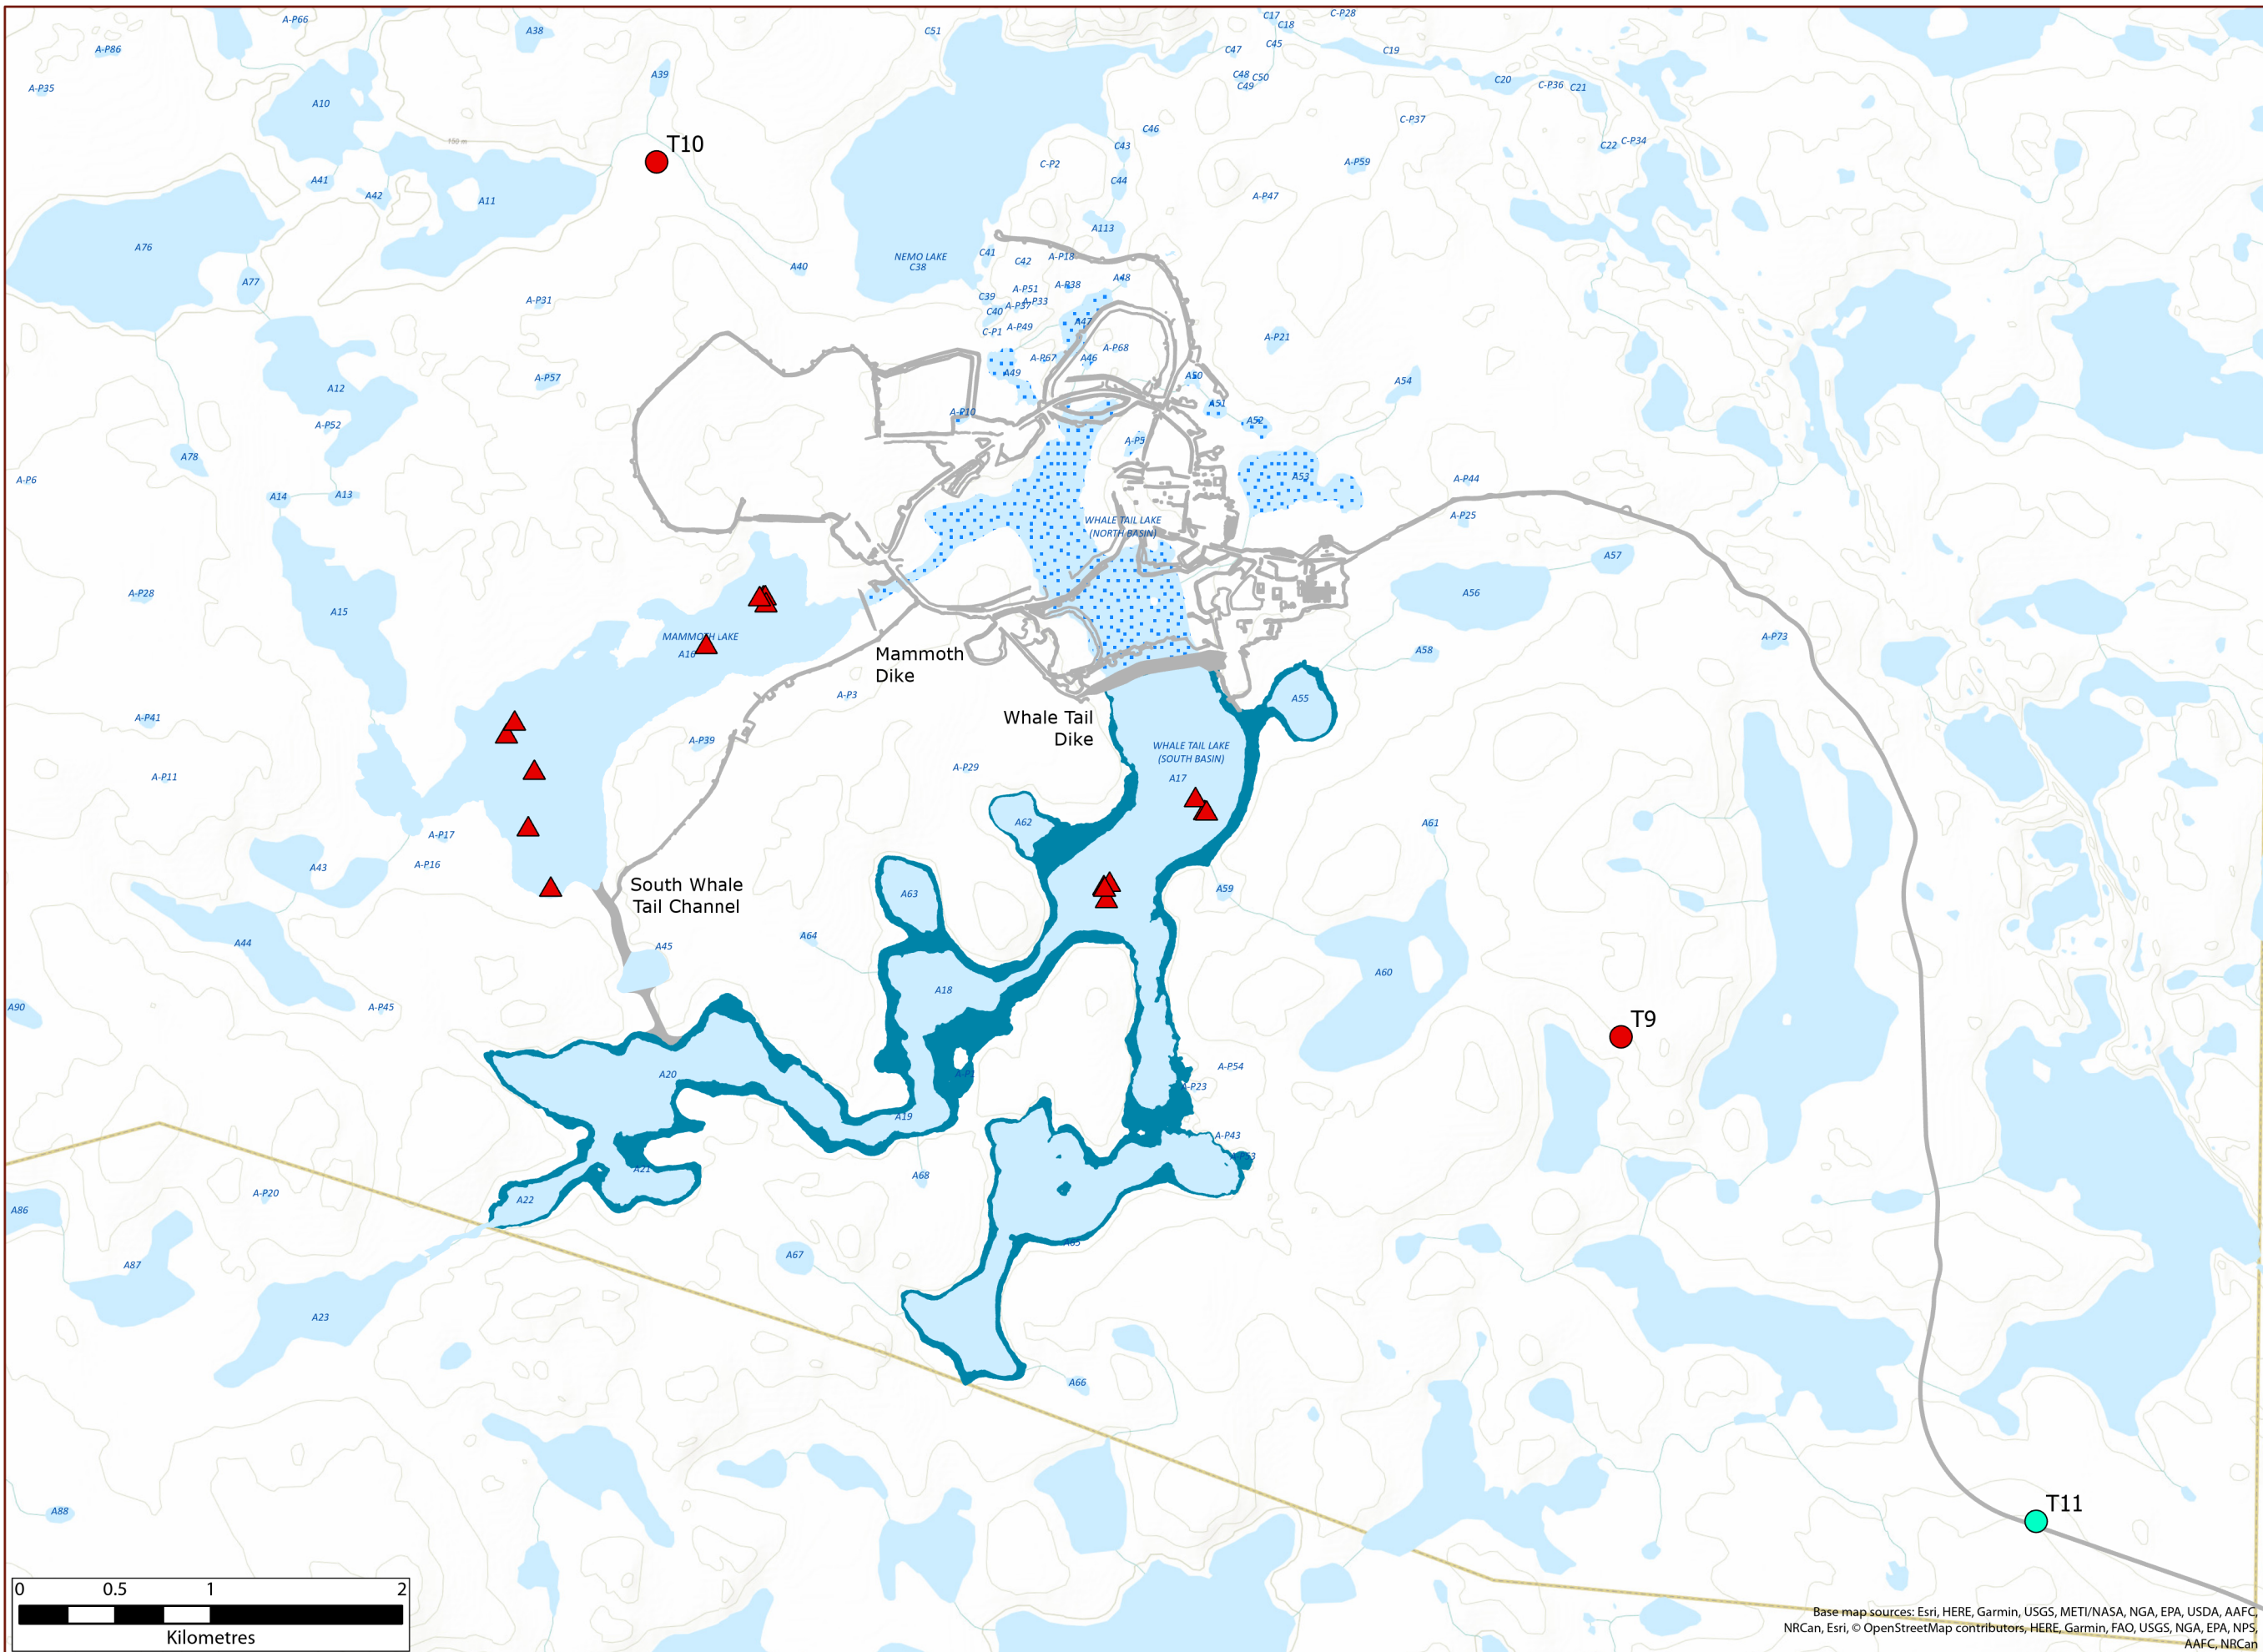 C17
C-P28
A-P66
C18
A38
C51
C45
A-P86
C47
C19
A39
C48
C50
C20
C49
C-P36
C21
A-P35
A10
C-P37
C46
150 m
T10
C-P34
C43
C22
C-P2
A-P59
A41
C44
A42
A-P47
A11
A113
A76
C41
NEMO LAKE
A-P18
C38
C42
A40
A48
A77
A-P38
A-P51
C39
A-P31
A-P33
A-P37
C40
A47
A-P49
C-P1
A-P21
A-P68
A-P67
A46
A49
A50
A-P57
A54
A12
A51
A-P10
A52
A-P52
A-P5
A78
A53
A-P44
A-P6
A14
A13
A-P25
WHALE TAIL LAKE
(NORTH BASIN)
A57
A-P28
A56
A15
MAMMOTH LAKE
A-P73
A16
Mammoth
Dike
A58
A-P3
A55
A-P41
Whale Tail
Dike
A-P39
WHALE TAIL LAKE
(SOUTH BASIN)
A-P29
A-P11
A17
A62
A61
A-P17
A-P16
A43
South Whale
Tail Channel
A63
A59
A64
A44
A45
A60
A18
A90
A-P45
T9
A-P54
A20
A-P1
A-P23
A19
A-P43
A-P53
A21
A68
A-P20
A22
A86
A65
A67
A87
A23
A66
T11
A88
0 0.5 1 2
Kilometres
Base map sources: Esri, HERE, Garmin, USGS, METI/NASA, NGA, EPA, USDA, AAFC,
NRCan, Esri, © OpenStreetMap contributors, HERE, Garmin, FAO, USGS, NGA, EPA, NPS,
AAFC, NRCan